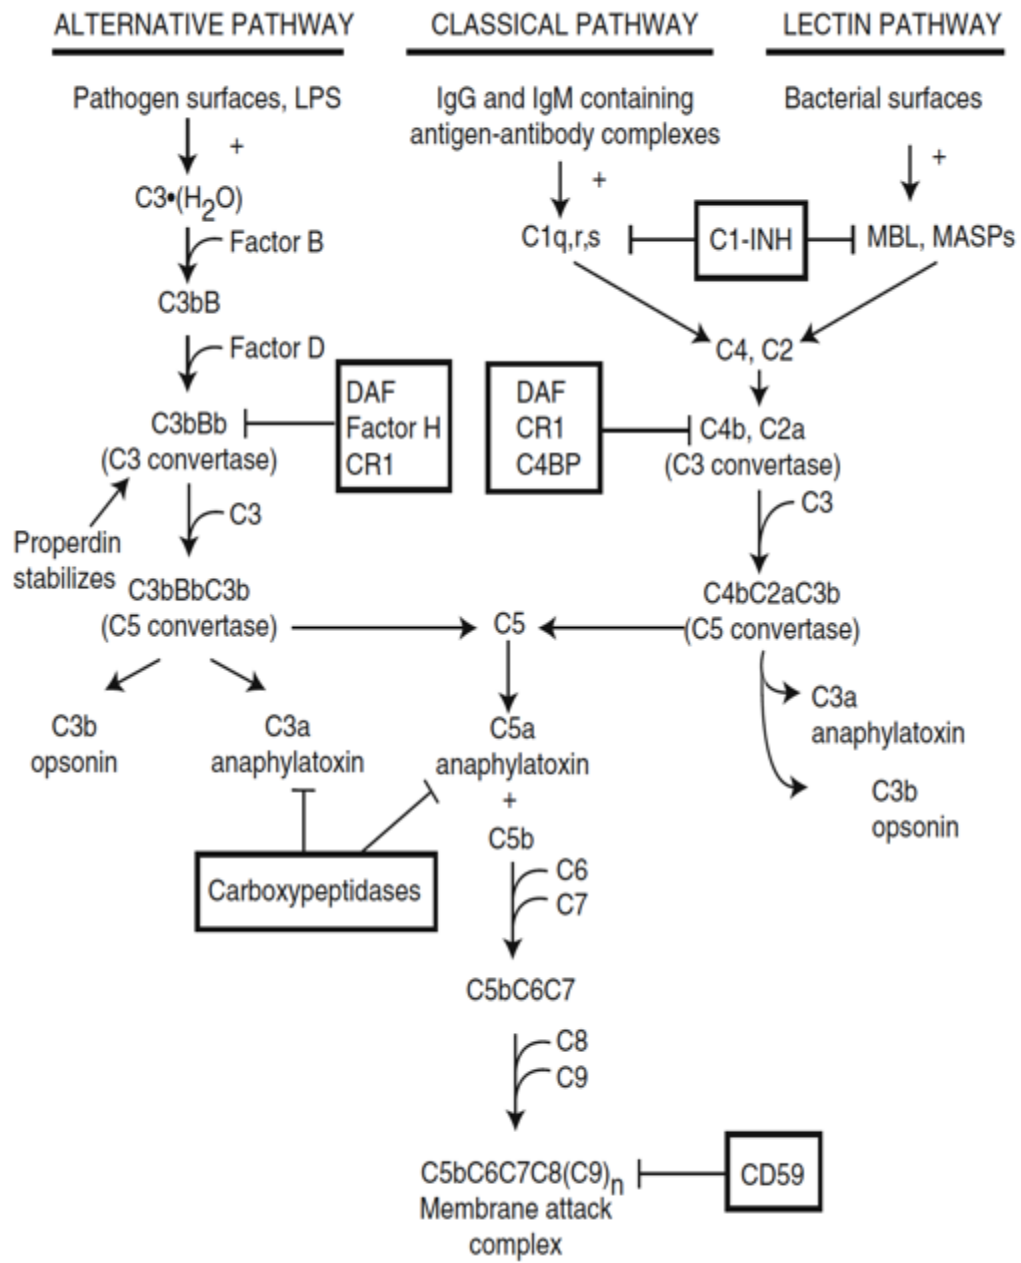 ALTERNATIVE PATHWAY
CLASSICAL PATHWAY
LECTIN PATHWAY
Pathogen surfaces, LPS
IgG and IgM containing
antigen-antibody complexes
Bacterial surfaces
+
+
+
C3•(H2O)
Factor B
C1q,r,s
C1-INH
MBL, MASPs
C3bB
Factor D
C4, C2
DAF
Factor H
CR1
DAF
CR1
C4BP
C3bBb
(C3 convertase)
C4b, C2a
(C3 convertase)
C3
C3
Properdin
stabilizes
C3bBbC3b
(C5 convertase)
C5
C4bC2aC3b
(C5 convertase)
C3b
opsonin
C3a
anaphylatoxin
C5a
anaphylatoxin
+
C5b
C3a
anaphylatoxin
C3b
opsonin
Carboxypeptidases
C6
C7
C5bC6C7
C8
C9
C5bC6C7C8(C9)n
Membrane attack
complex
CD59